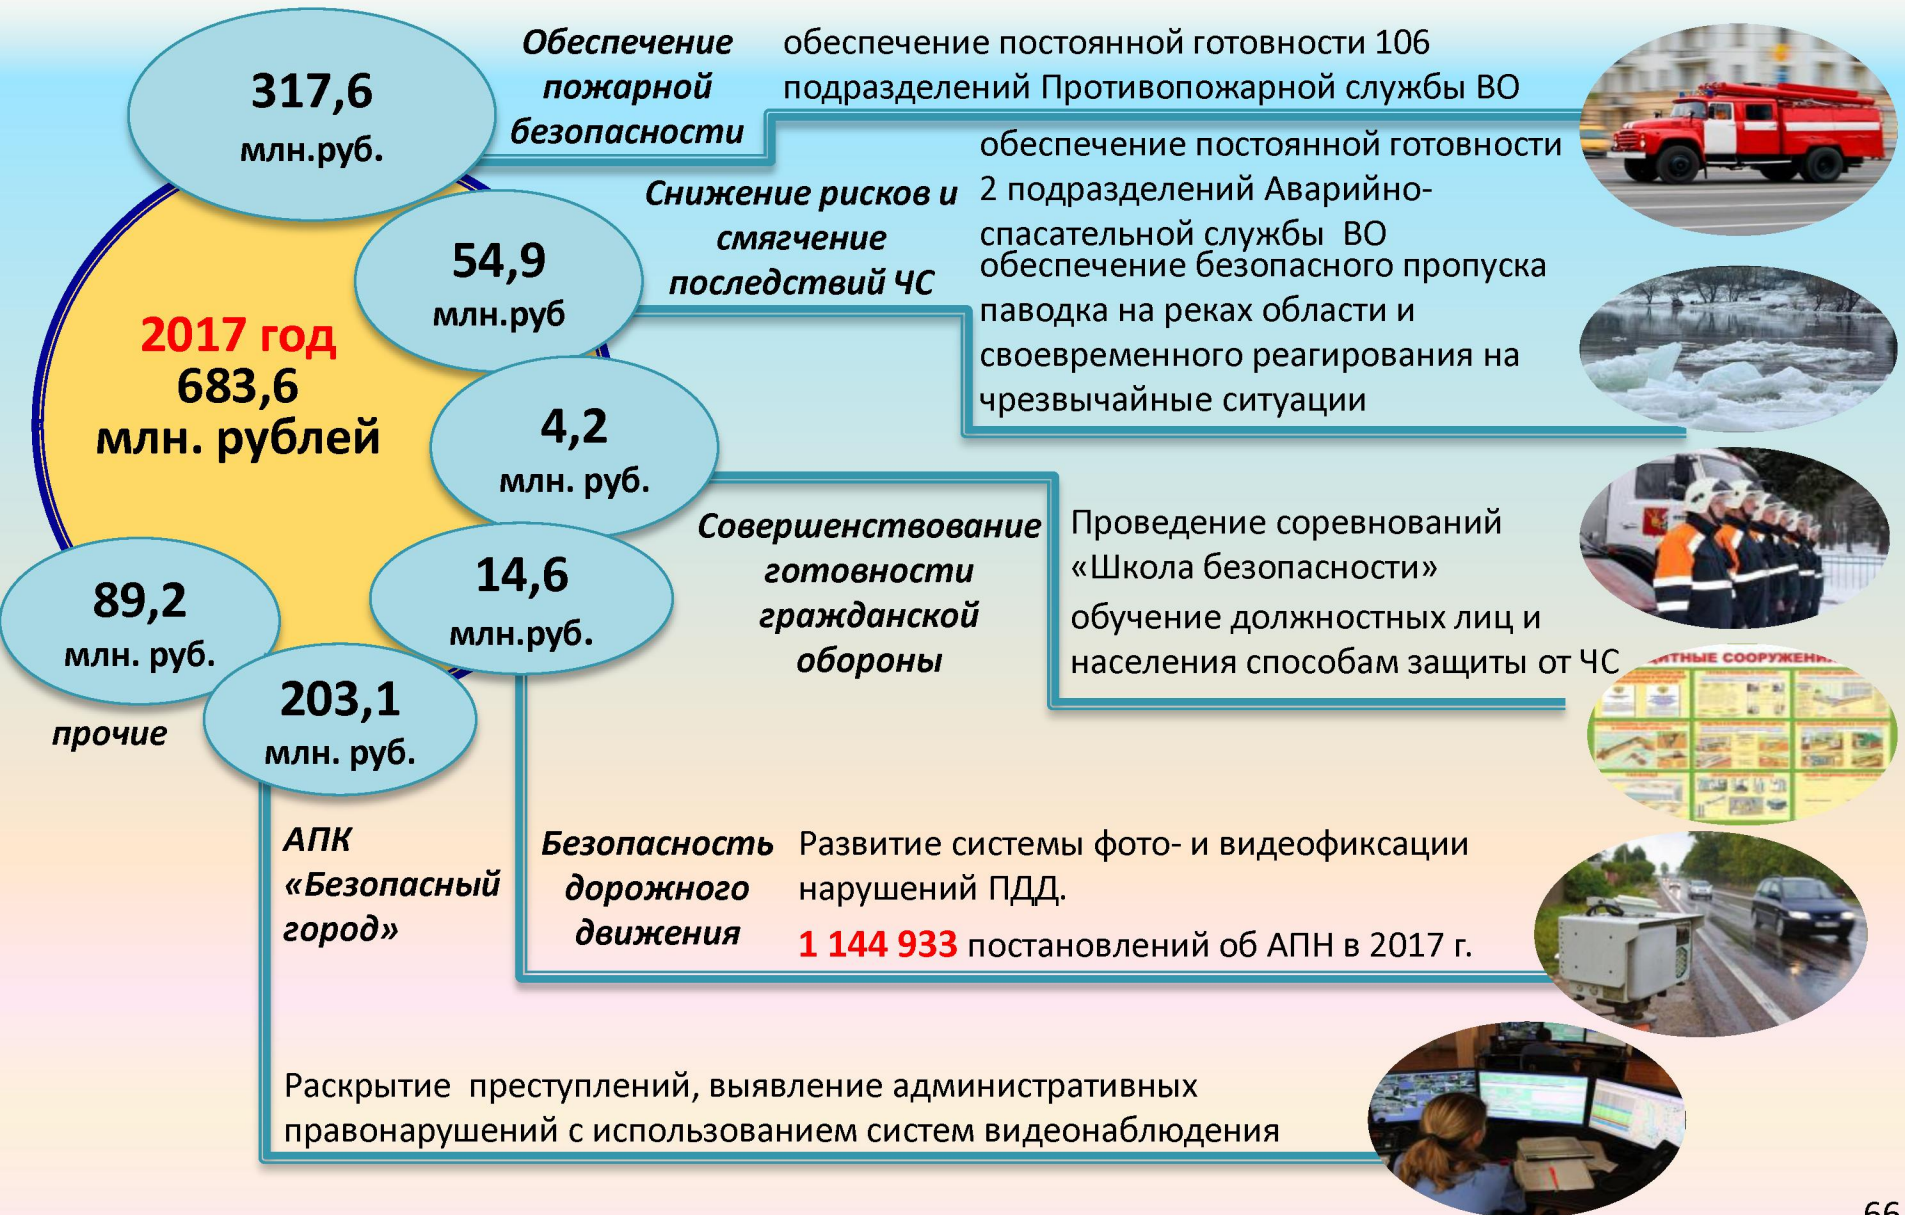 317,6
млн.руб.
Обеспечение
пожарной
безопасности
обеспечение постоянной готовности 106
подразделений Противопожарной службы ВО
54,9
млн.руб
Снижение рисков и
смягчение
последствий ЧС
обеспечение постоянной готовности
2 подразделений Аварийно-
спасательной службы ВО
обеспечение безопасного пропуска
паводка на реках области и
своевременного реагирования на
чрезвычайные ситуации
2017 год
683,6
млн. рублей
4,2
млн. руб.
Совершенствование
готовности
гражданской
обороны
Проведение соревнований
«Школа безопасности»
обучение должностных лиц и
населения способам защиты от ЧС
14,6
млн.руб.
89,2
млн. руб.
прочие
203,1
млн. руб.
АПК
«Безопасный
город»
Безопасность
дорожного
движения
Развитие системы фото- и видеофиксации
нарушений ПДД.
1 144 933 постановлений об АПН в 2017 г.
Раскрытие преступлений, выявление административных
правонарушений с использованием систем видеонаблюдения
66